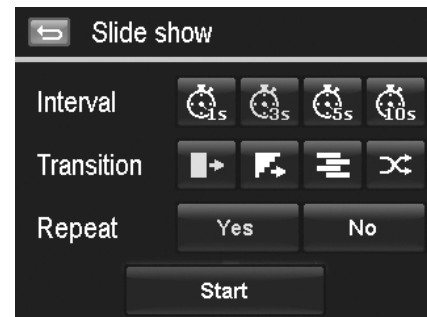 Slide show
Interval 1s 3s 5s 10s
Transition
Repeat Yes No
Start